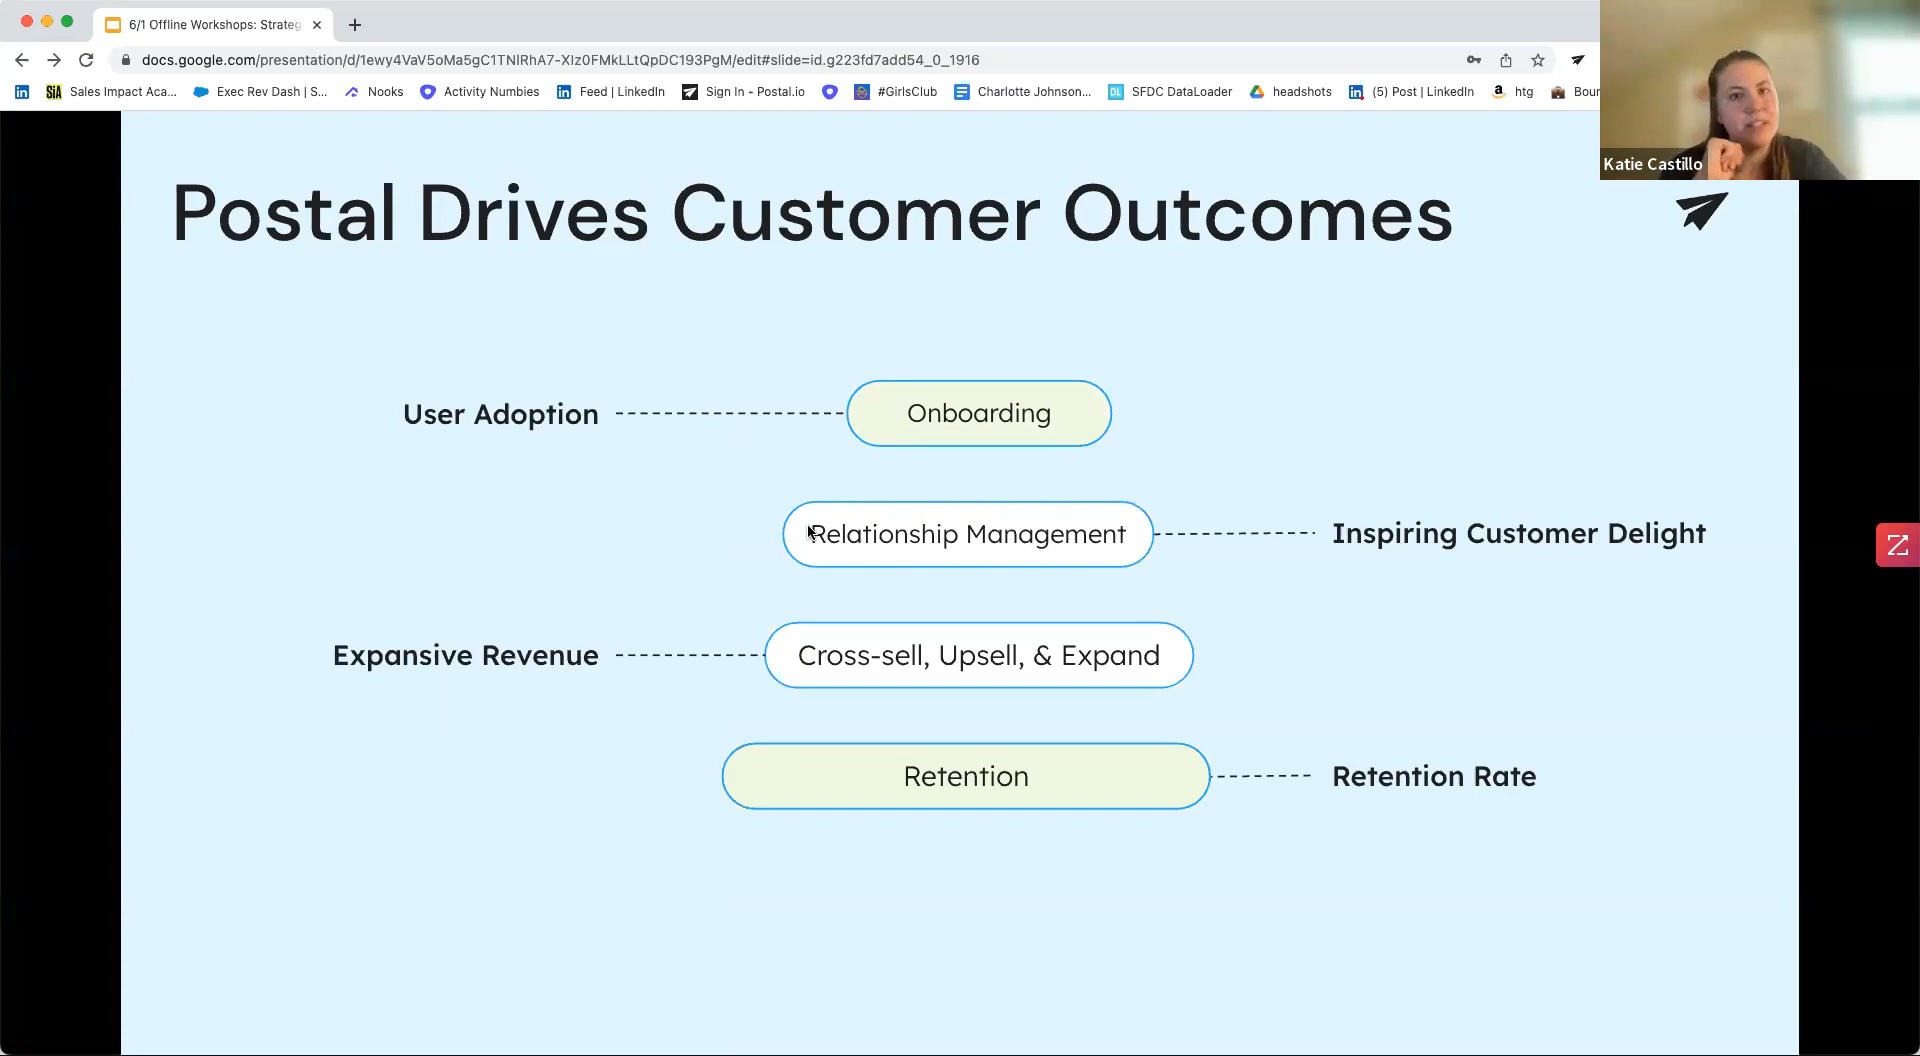 6/1 Offline Workshops: Strateg
docs.google.com/presentation/d/1ewy4VaV5oMa5gC1TNlRhA7-XIz0FMkLLtQpDC193PgM/edit#slide=id.g223fd7add54_0_1916
SiA Sales Impact Aca... Exec Rev Dash | S... Nooks Activity Numbies Feed | LinkedIn Sign In - Postal.io #GirlsClub Charlotte Johnson... DL SFDC DataLoader headshots (5) Post | LinkedIn htg Boun
Katie Castillo
Postal Drives Customer Outcomes
User Adoption Onboarding
Relationship Management Inspiring Customer Delight
Expansive Revenue Cross-sell, Upsell, & Expand
Retention Retention Rate